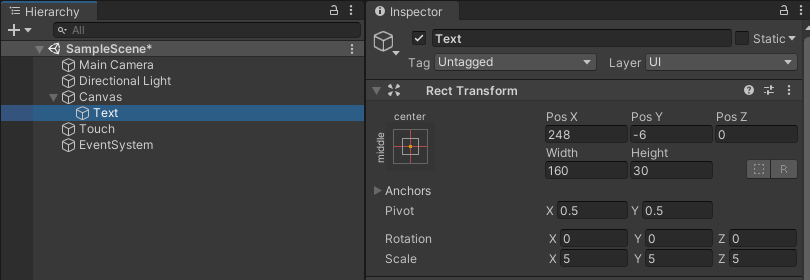 Hierarchy
All
SampleScene*
Main Camera
Directional Light
Canvas
Text
Touch
EventSystem
Inspector
Text Static
Tag Untagged Layer UI
Rect Transform
center
middle
Pos X Pos Y Pos Z
248 -6 0
Width Height
160 30
R
Anchors
Pivot X 0.5 Y 0.5
Rotation X 0 Y 0 Z 0
Scale X 5 Y 5 Z 5